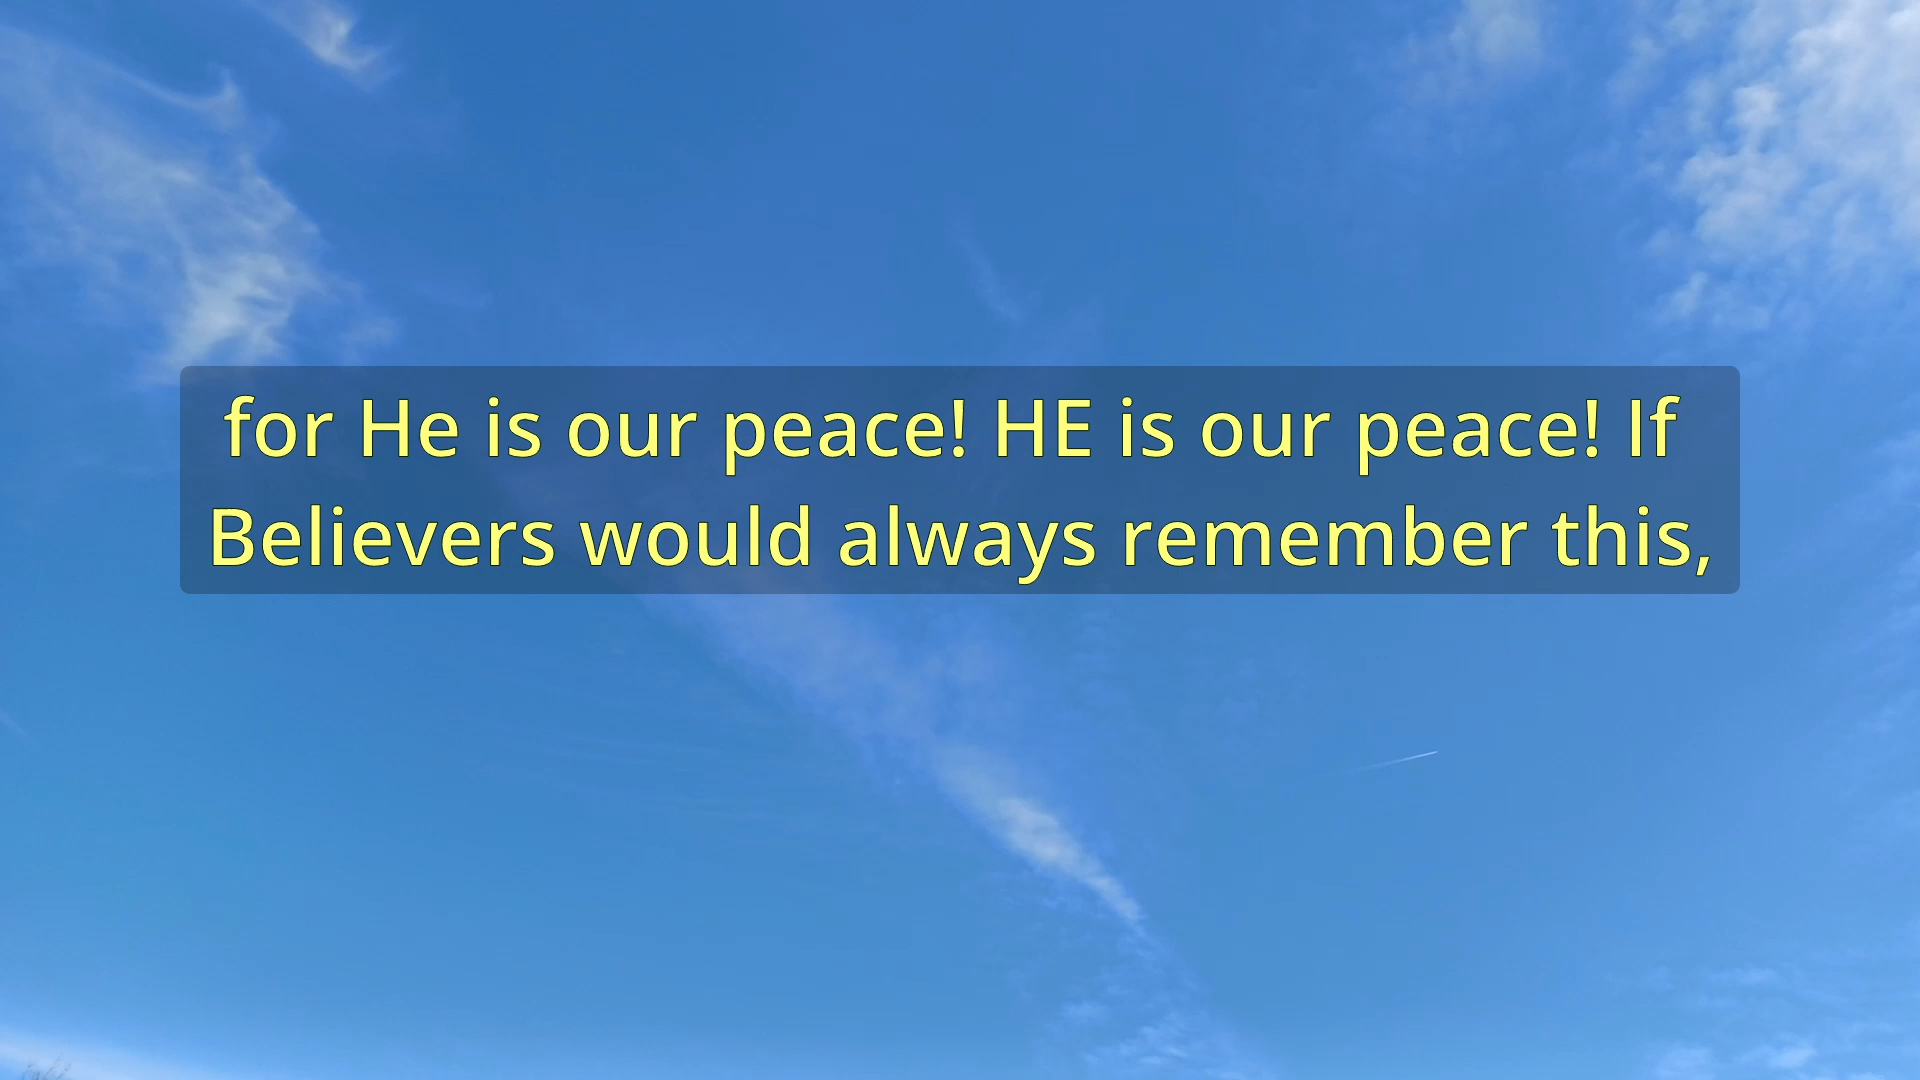 for He is our peace! HE is our peace! If
Believers would always remember this,